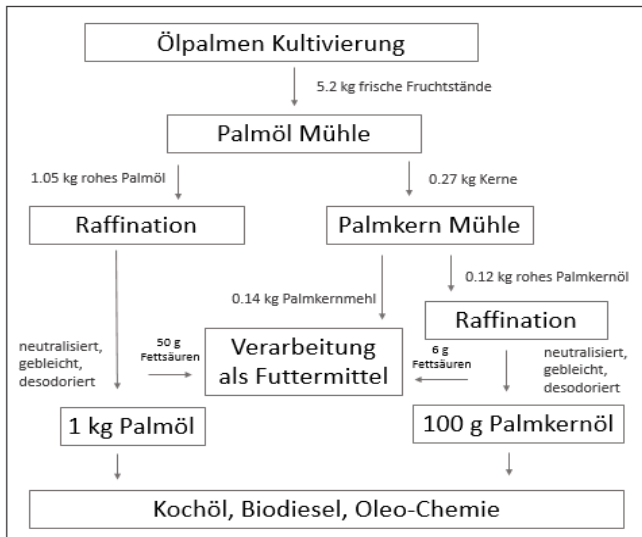 Ölpalmen Kultivierung
5.2 kg frische Fruchtstände
Palmöl Mühle
1.05 kg rohes Palmöl
0.27 kg Kerne
Raffination
Palmkern Mühle
0.12 kg rohes Palmkernöl
0.14 kg Palmkernmehl
Raffination
neutralisiert,
gebleicht,
desodoriert
50 g
Fettsäuren
Verarbeitung
als Futtermittel
6 g
Fettsäuren
neutralisiert,
gebleicht,
desodoriert
1 kg Palmöl
100 g Palmkernöl
Kochöl, Biodiesel, Oleo-Chemie